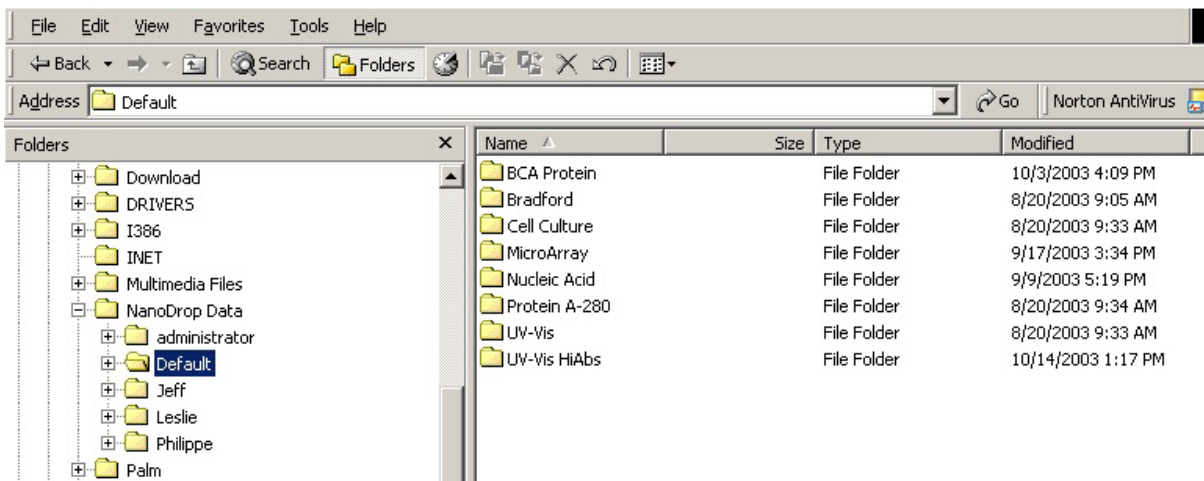 File Edit View Favorites Tools Help
Back Search Folders
Address Default Go Norton AntiVirus
Folders
Download
DRIVERS
I386
INET
Multimedia Files
NanoDrop Data
administrator
Default
Jeff
Leslie
Philippe
Palm
Name Size Type Modified
BCA Protein File Folder 10/3/2003 4:09 PM
Bradford File Folder 8/20/2003 9:05 AM
Cell Culture File Folder 8/20/2003 9:33 AM
MicroArray File Folder 9/17/2003 3:34 PM
Nucleic Acid File Folder 9/9/2003 5:19 PM
Protein A-280 File Folder 8/20/2003 9:34 AM
UV-Vis File Folder 8/20/2003 9:33 AM
UV-Vis HiAbs File Folder 10/14/2003 1:17 PM